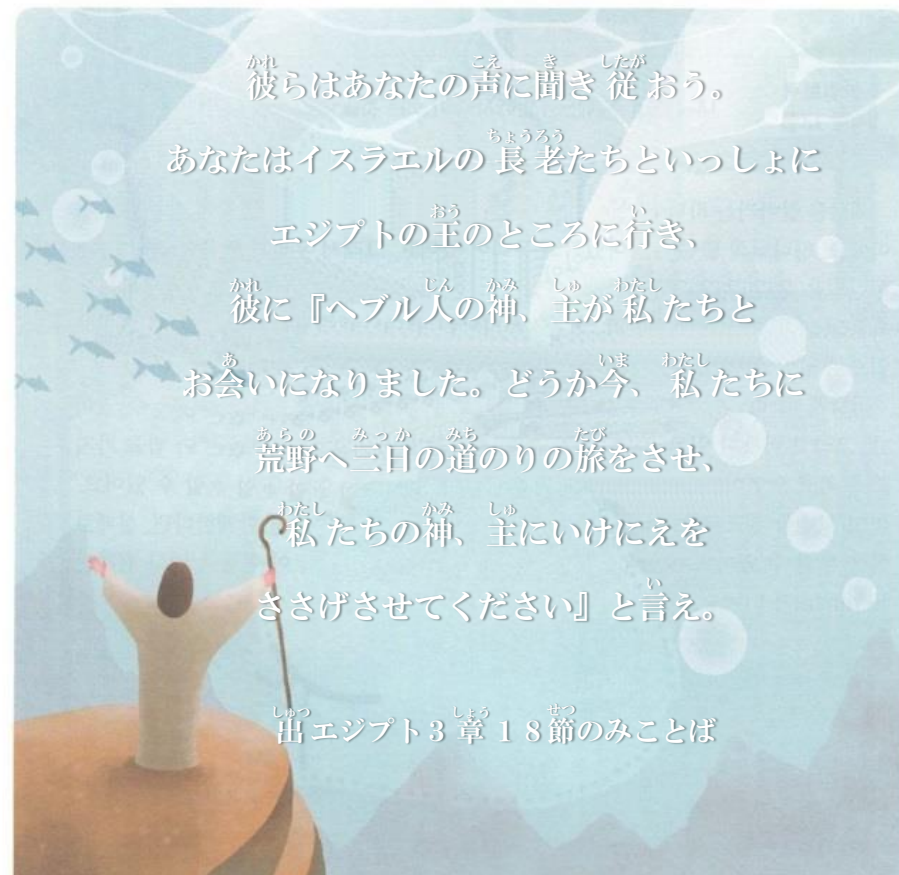 彼らはあなたの声に聞き従おう。
あなたはイスラエルの長老たちといっしょに
エジプトの王のところに行き、
彼に『ヘブル人の神、主が私たちと
お会いになりました。どうか今、私たちに
荒野へ三日の道のりの旅をさせ、
私たちの神、主にいけにえを
ささげさせてください』と言え。
出エジプト3章18節のみことば